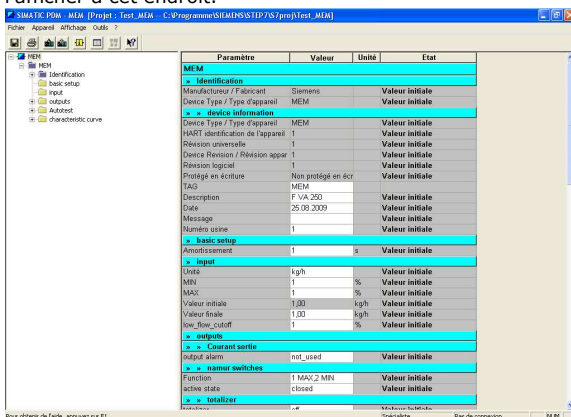 l'afficher à cet endroit.
SIMATIC PDM - MEM [Projet : Test_MEM -- C:\Programme\SIEMENS\STEP7\S7proj\Test_MEM]
Fichier Appareil Affichage Outils ?
MEM
MEM
Identification
basic setup
input
outputs
Autotest
characteristic curve
Paramètre Valeur Unité Etat
MEM
» Identification
Manufactureur / Fabricant Siemens Valeur initiale
Device Type / Type d'appareil MEM Valeur initiale
» » device information
Device Type / Type d'appareil MEM Valeur initiale
HART identification de l'appareil 1 Valeur initiale
Révision universelle 1 Valeur initiale
Device Revision / Révision appar 1 Valeur initiale
Révision logiciel 1 Valeur initiale
Protégé en écriture Non protégé en écr Valeur initiale
TAG MEM Valeur initiale
Description F VA 250 Valeur initiale
Date 25.08.2009 Valeur initiale
Message Valeur initiale
Numéro usine 1 Valeur initiale
» basic setup
Amortissement 1 s Valeur initiale
» input
Unité kg/h Valeur initiale
MIN 1 % Valeur initiale
MAX 1 % Valeur initiale
Valeur initiale 1,00 kg/h Valeur initiale
Valeur finale 1,00 kg/h Valeur initiale
low_flow_cutoff 1 % Valeur initiale
» outputs
» » Courant sortie
output alarm not_used Valeur initiale
» » namur switches
Function 1 MAX,2 MIN Valeur initiale
active state closed Valeur initiale
» » totalizer
totalizer off Valeur initiale
Pour obtenir de l'aide, appuyez sur F1. Spécialiste Pas de connexion NUM